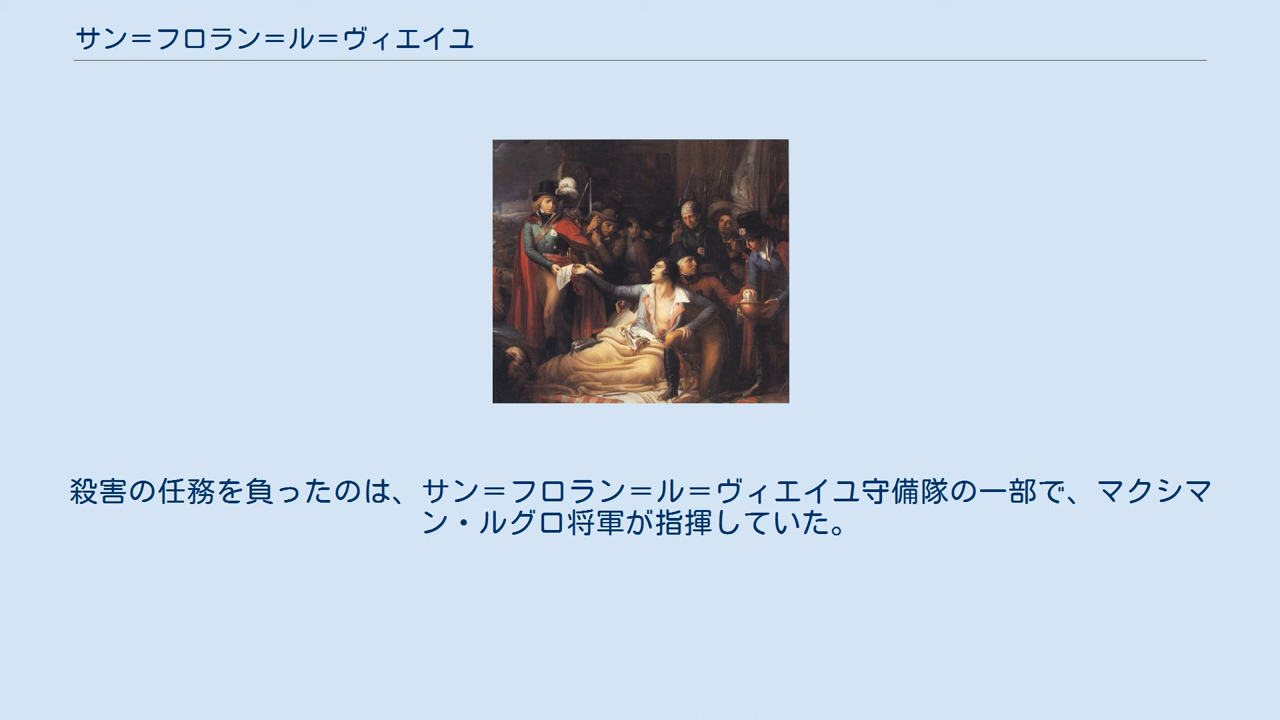 サン＝フロラン＝ル＝ヴィエイユ
殺害の任務を負ったのは、サン＝フロラン＝ル＝ヴィエイユ守備隊の一部で、マクシマ
ン・ルグロ将軍が指揮していた。